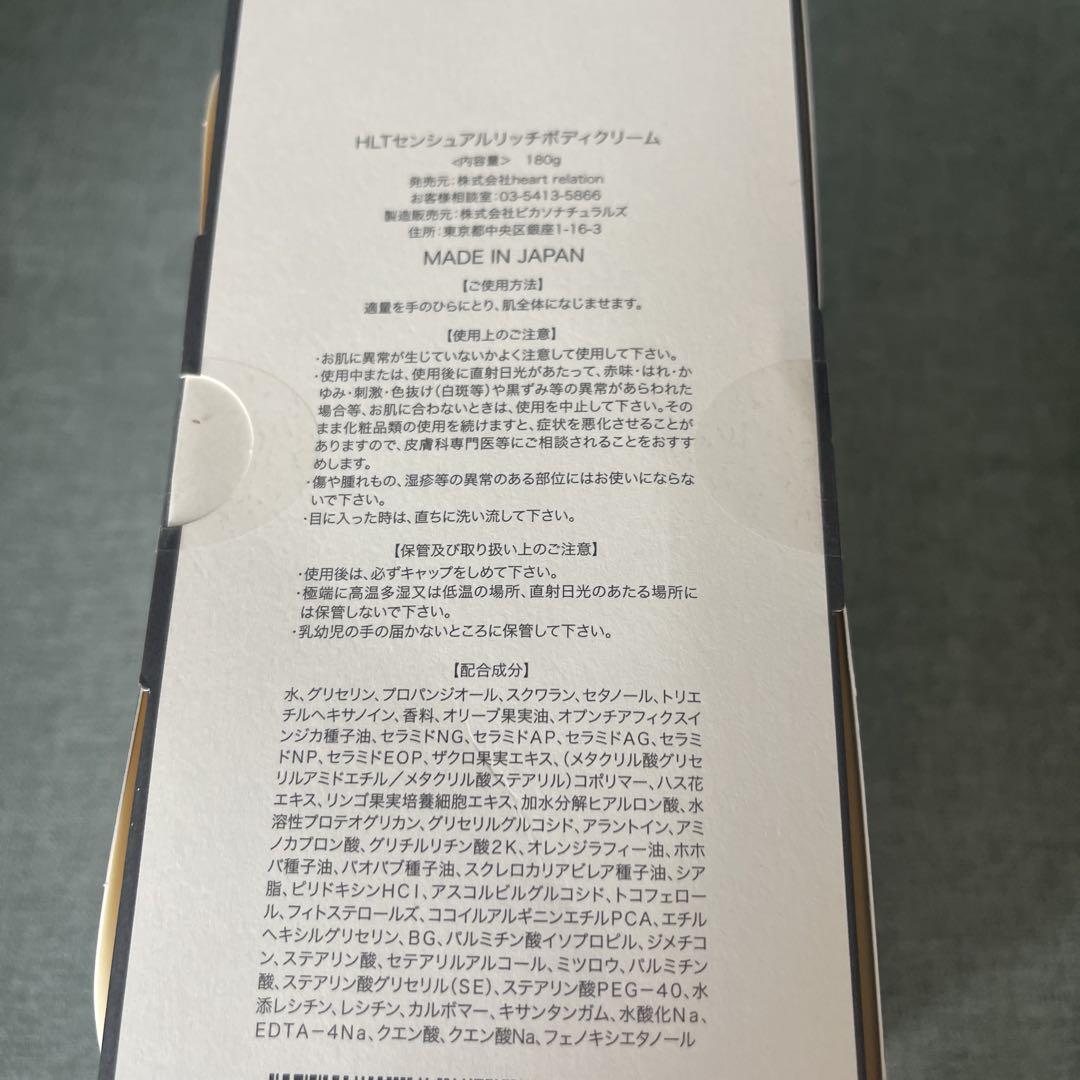 HLTセンシュアルリッチボディクリーム
<内容量> 180g
発売元:株式会社heart relation
お客様相談室:03-5413-5866
製造販売元:株式会社ピカソナチュラルズ
住所:東京都中央区銀座1-16-3
MADE IN JAPAN
【ご使用方法】
適量を手のひらにとり、肌全体になじませます。
【使用上のご注意】
・お肌に異常が生じていないかよく注意して使用して下さい。
・使用中または、使用後に直射日光があたって、赤味・はれ・か
ゆみ・刺激・色抜け(白斑等)や黒ずみ等の異常があらわれた
場合等、お肌に合わないときは、使用を中止して下さい。その
まま化粧品類の使用を続けますと、症状を悪化させることが
ありますので、皮膚科専門医等にご相談されることをおすす
めします。
・傷や腫れもの、湿疹等の異常のある部位にはお使いにならな
いで下さい。
・目に入った時は、直ちに洗い流して下さい。
【保管及び取り扱い上のご注意】
・使用後は、必ずキャップをしめて下さい。
・極端に高温多湿又は低温の場所、直射日光のあたる場所に
は保管しないで下さい。
・乳幼児の手の届かないところに保管して下さい。
【配合成分】
水、グリセリン、プロパンジオール、スクワラン、セタノール、トリエ
チルヘキサノイン、香料、オリーブ果実油、オプンチアフィクスイ
ンジカ種子油、セラミドNG、セラミドAP、セラミドAG、セラミ
ドNP、セラミドEOP、ザクロ果実エキス、(メタクリル酸グリセ
リルアミドエチル/メタクリル酸ステアリル)コポリマー、ハス花
エキス、リンゴ果実培養細胞エキス、加水分解ヒアルロン酸、水
溶性プロテオグリカン、グリセリルグルコシド、アラントイン、アミ
ノカプロン酸、グリチルリチン酸2K、オレンジラフィー油、ホホ
バ種子油、バオバブ種子油、スクレロカリアビレア種子油、シア
脂、ピリドキシンHCl、アスコルビルグルコシド、トコフェロー
ル、フィトステロールズ、ココイルアルギニンエチルPCA、エチル
ヘキシルグリセリン、BG、パルミチン酸イソプロピル、ジメチコ
ン、ステアリン酸、セテアリルアルコール、ミツロウ、パルミチン
酸、ステアリン酸グリセリル(SE)、ステアリン酸PEG-40、水
添レシチン、レシチン、カルボマー、キサンタンガム、水酸化Na、
EDTA-4Na、クエン酸、クエン酸Na、フェノキシエタノール